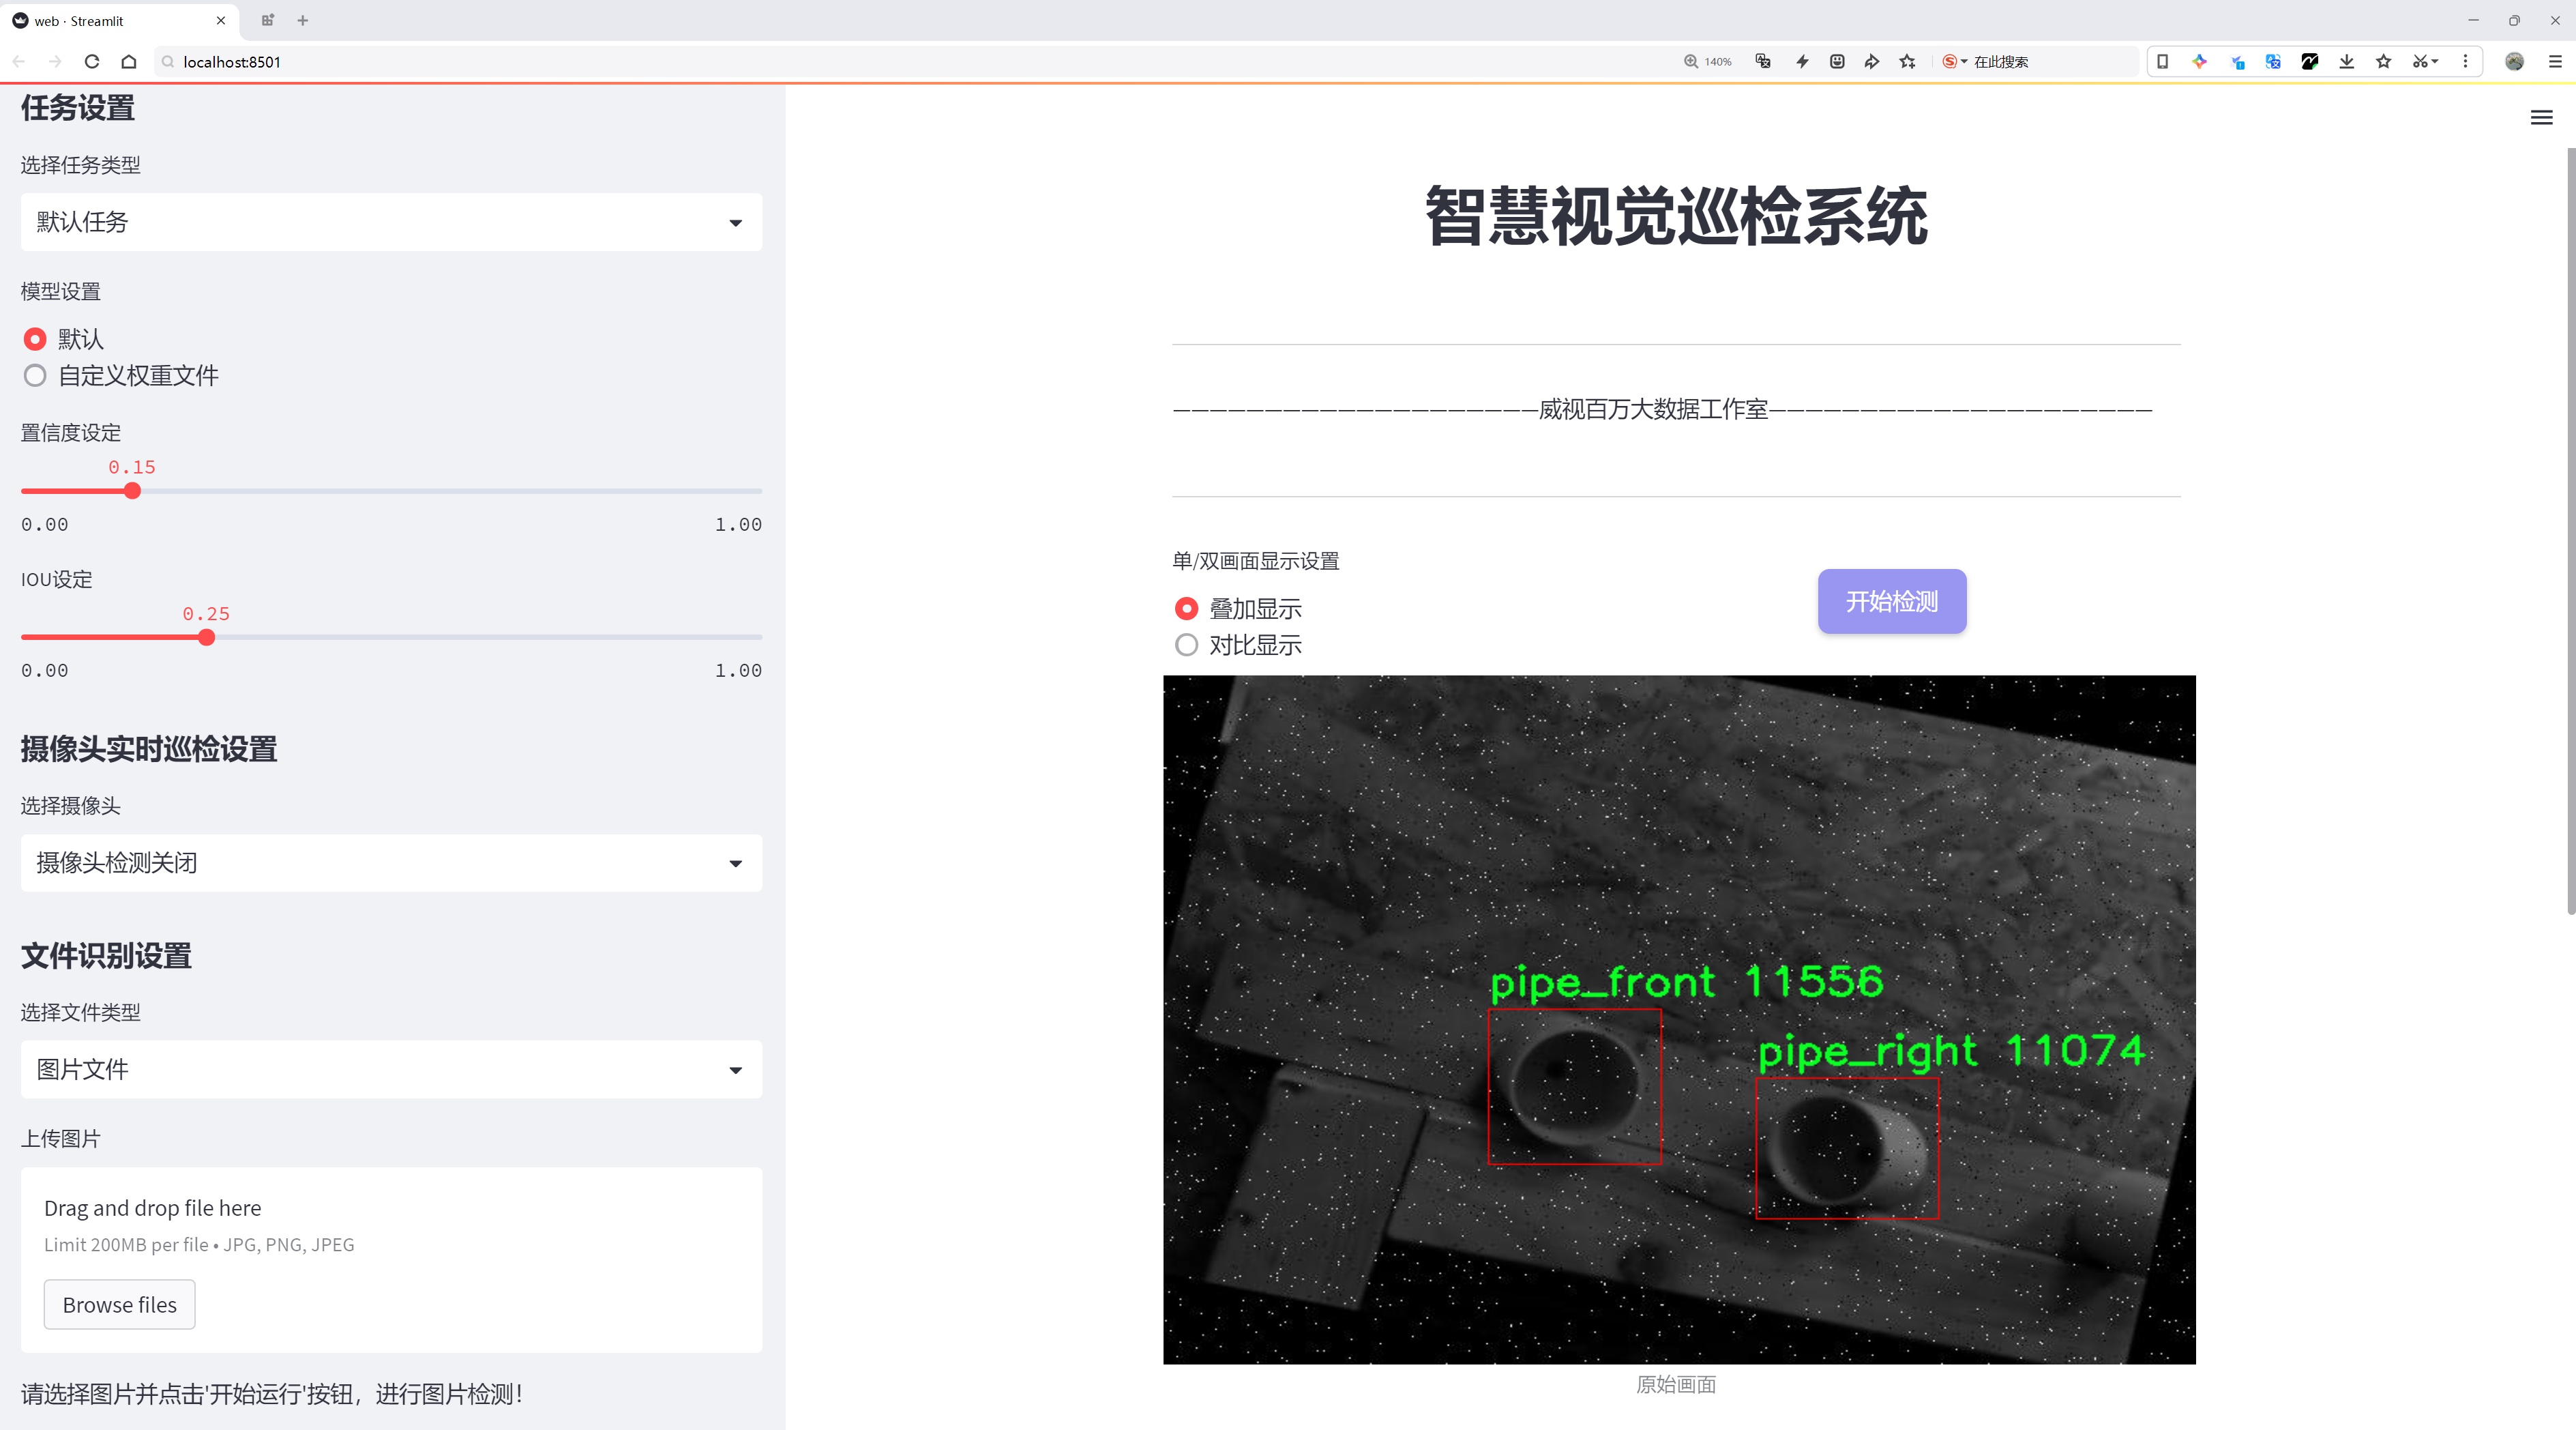 web · Streamlit
localhost:8501
140%
在此搜索
任务设置
选择任务类型
默认任务
模型设置
默认
自定义权重文件
置信度设定
0.15
0.00
1.00
IOU设定
0.25
0.00
1.00
摄像头实时巡检设置
选择摄像头
摄像头检测关闭
文件识别设置
选择文件类型
图片文件
上传图片
Drag and drop file here
Limit 200MB per file • JPG, PNG, JPEG
Browse files
请选择图片并点击'开始运行'按钮，进行图片检测！
智慧视觉巡检系统
————————————————————威视百万大数据工作室—————————————————————
单/双画面显示设置
叠加显示
对比显示
开始检测
pipe_front 11556
pipe_right 11074
原始画面